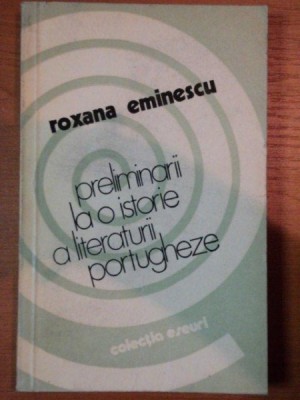 roxana eminescu
preliminarii
la o istorie
a literaturii
portugheze
colecția eseuri